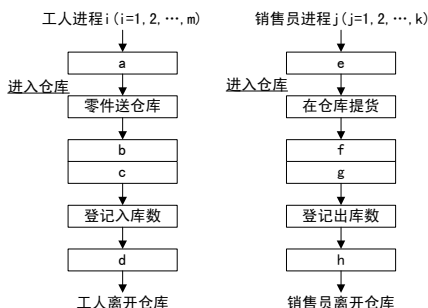 工人进程i(i=1,2,…,m)
a
进入仓库
零件送仓库
b
c
登记入库数
d
工人离开仓库
销售员进程j(j=1,2,…,k)
e
进入仓库
在仓库提货
f
g
登记出库数
h
销售员离开仓库